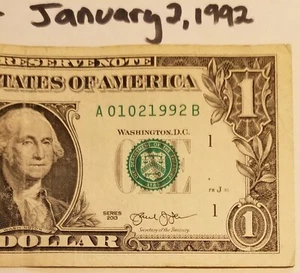 January 2, 1992
RESERVE NOTE
STATES OF AMERICA
1
A 01021992 B
WASHINGTON, D.C.
1
ONE
SERIES
2013
Secretary of the Treasury.
1
1
DOLLAR